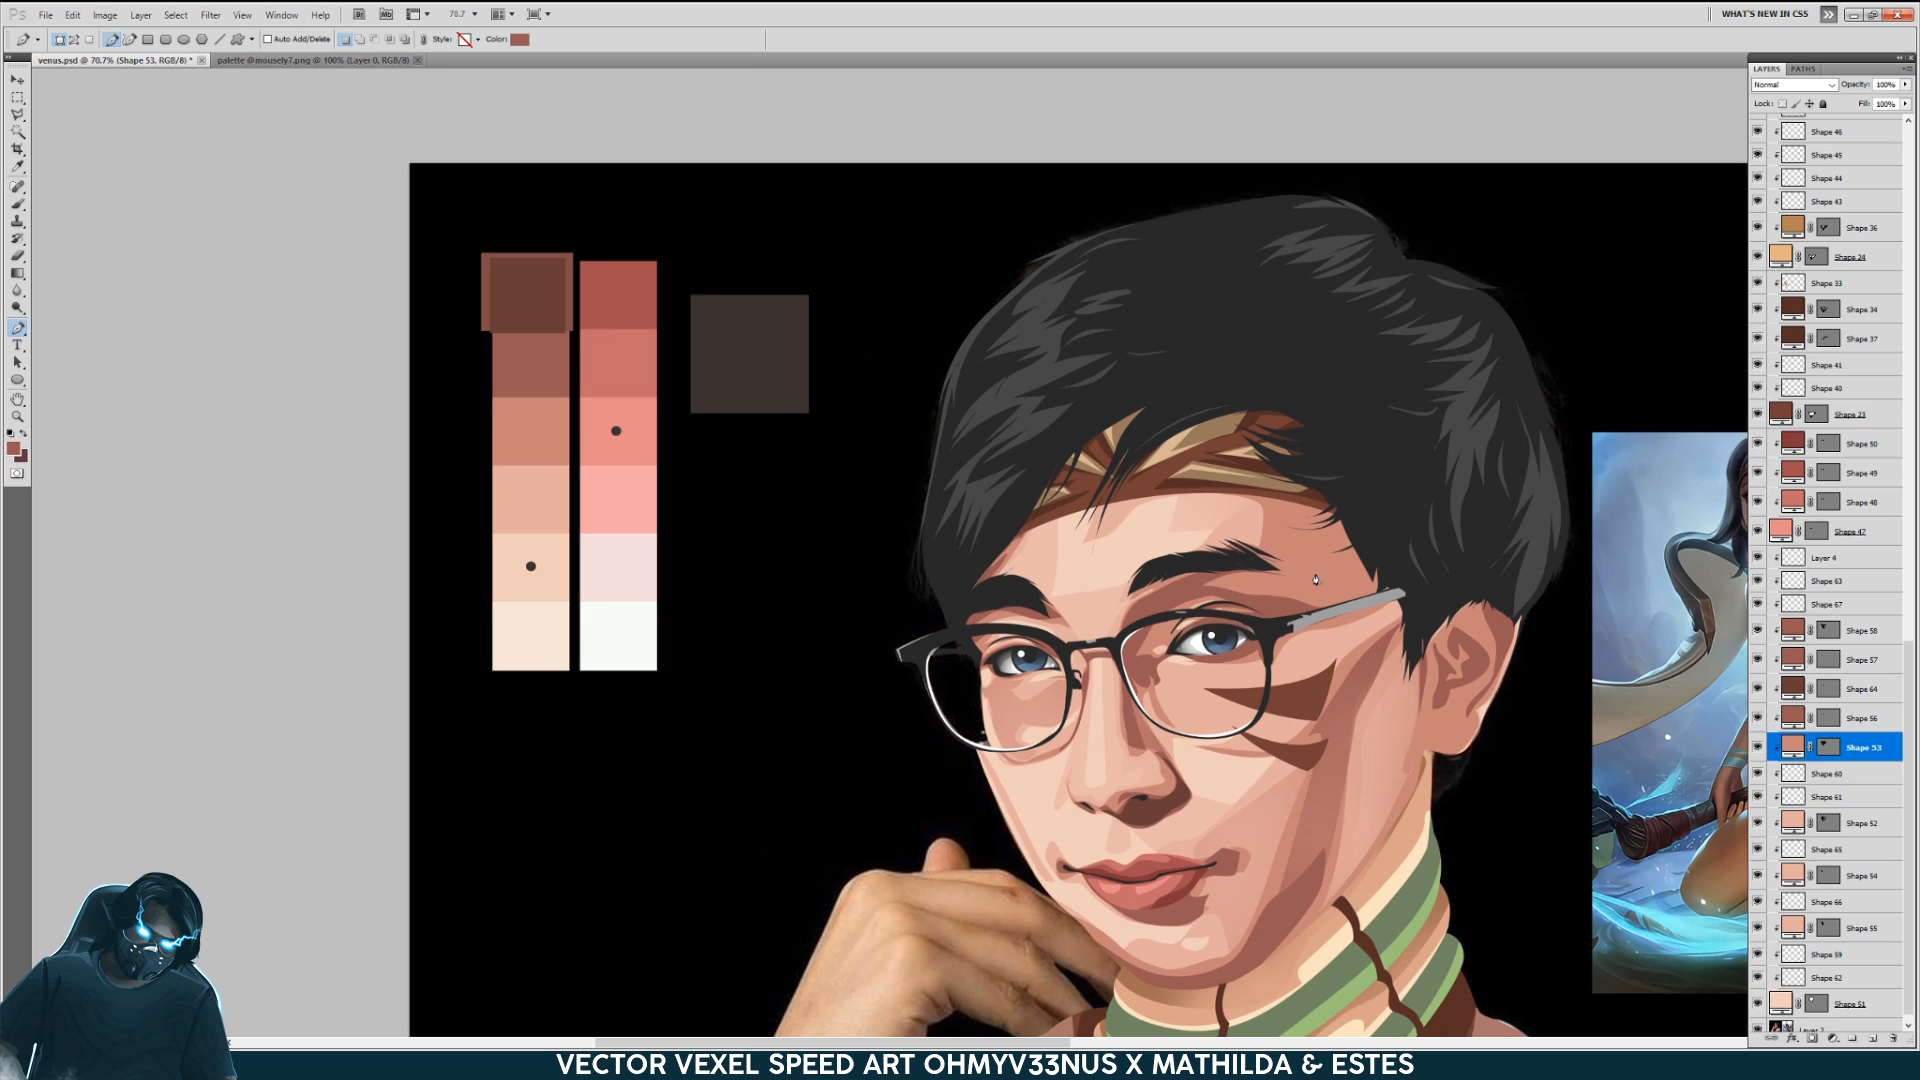 Ps File Edit Image Layer Select Filter View Window Help Br Mb 70.7 WHAT'S NEW IN CS5
Auto Add/Delete Style: Color:
venus.psd @ 70.7% (Shape 53, RGB/8) * palette @mousely7.png @ 100% (Layer 0, RGB/8)
LAYERS PATHS
Normal Opacity: 100%
Lock: Fill: 100%
Shape 46
Shape 45
Shape 44
Shape 43
Shape 36
Shape 24
Shape 33
Shape 34
Shape 37
Shape 41
Shape 40
Shape 23
Shape 50
Shape 49
Shape 48
Shape 47
Layer 4
Shape 63
Shape 67
Shape 58
Shape 57
Shape 64
Shape 56
Shape 53
Shape 60
Shape 61
Shape 52
Shape 65
Shape 54
Shape 66
Shape 55
Shape 59
Shape 62
Shape 51
VECTOR VEXEL SPEED ART OHMYV33NUS X MATHILDA & ESTES